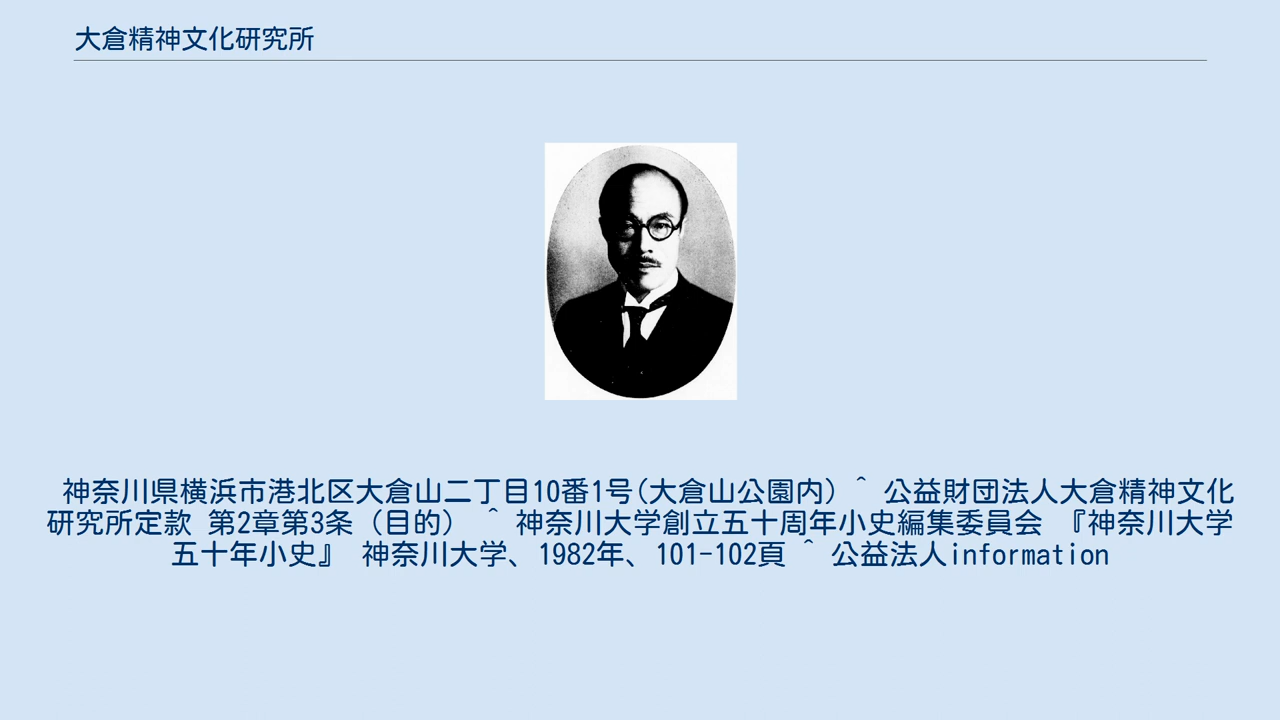 大倉精神文化研究所
神奈川県横浜市港北区大倉山二丁目10番1号(大倉山公園内) ^ 公益財団法人大倉精神文化
研究所定款 第2章第3条（目的） ^ 神奈川大学創立五十周年小史編集委員会 『神奈川大学
五十年小史』 神奈川大学、1982年、101-102頁 ^ 公益法人information